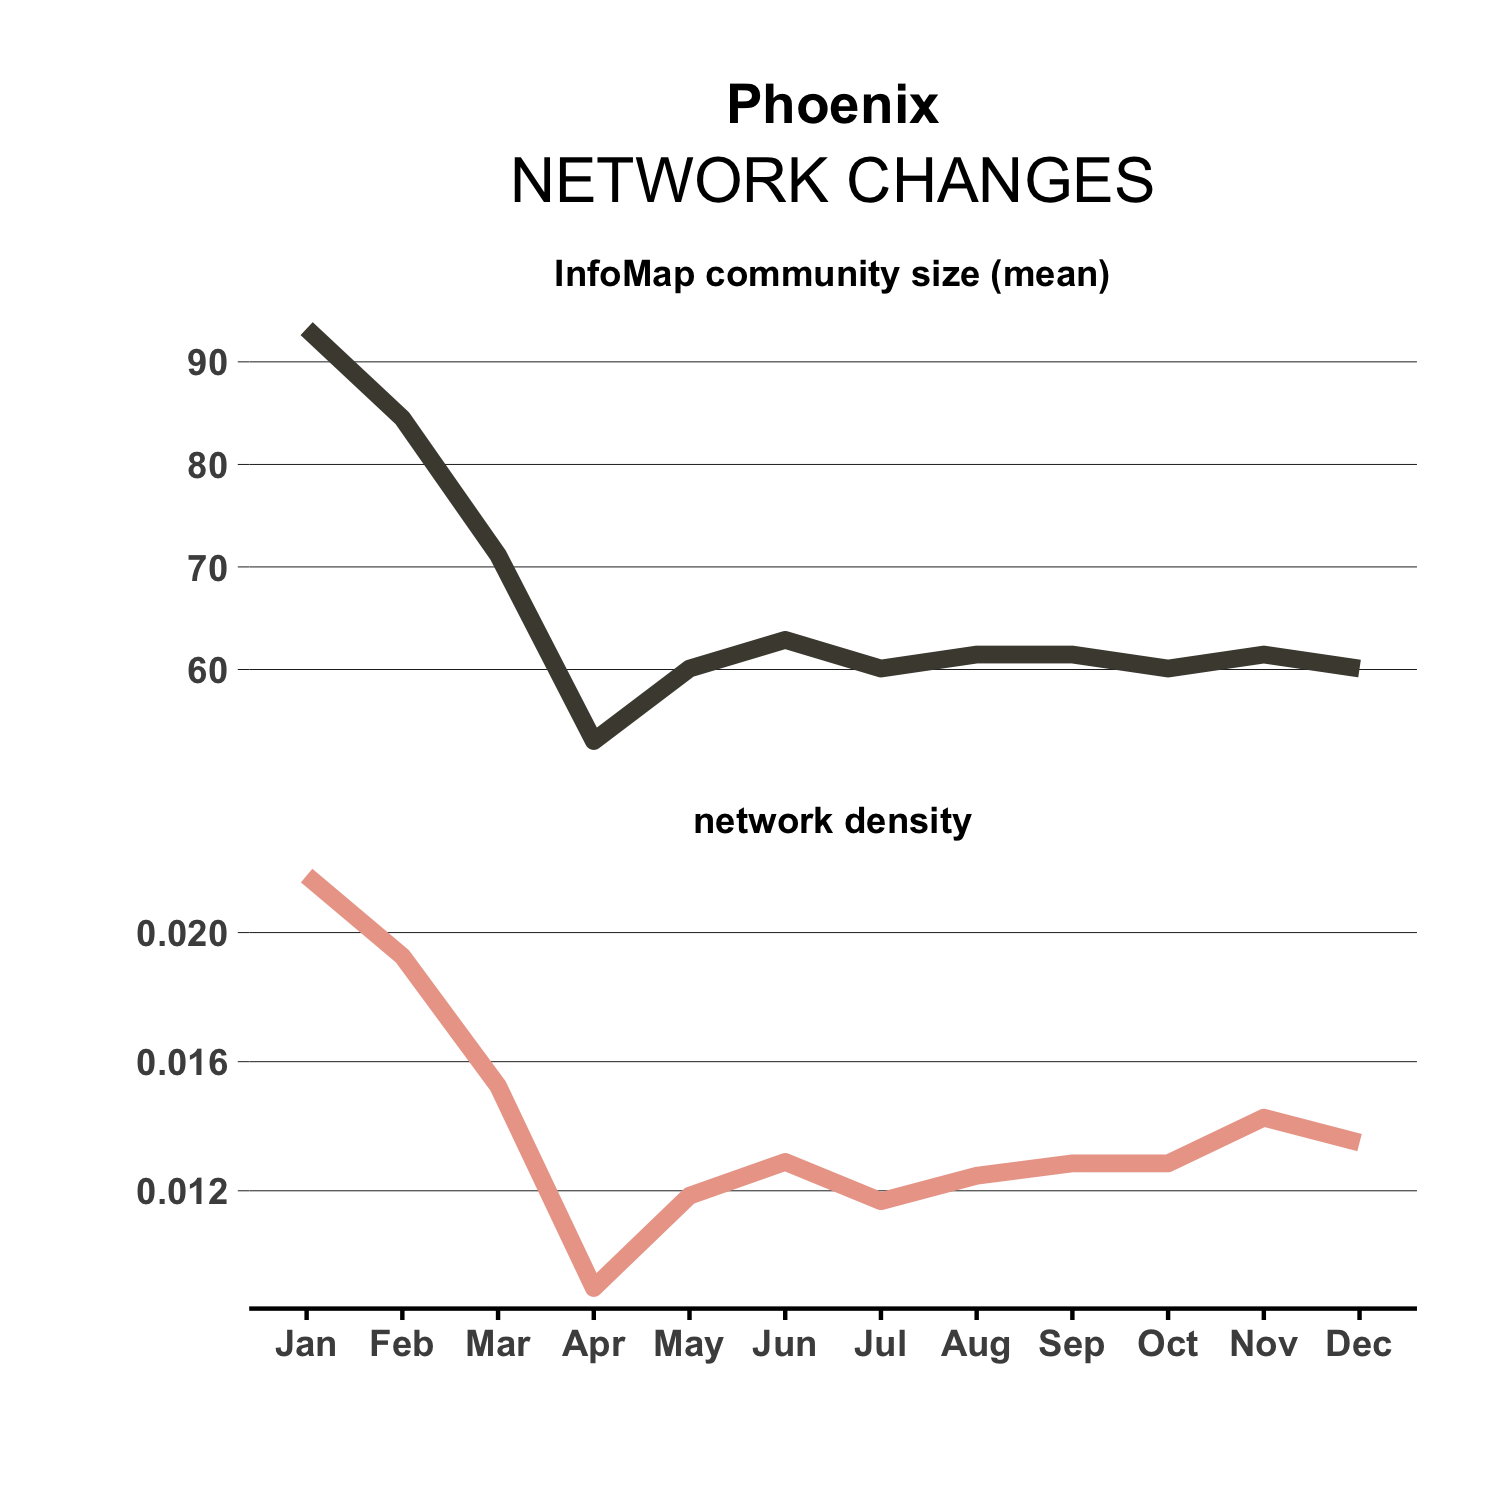 Phoenix
NETWORK CHANGES
InfoMap community size (mean)
90
80
70
60
network density
0.020
0.016
0.012
Jan Feb Mar Apr May Jun Jul Aug Sep Oct Nov Dec